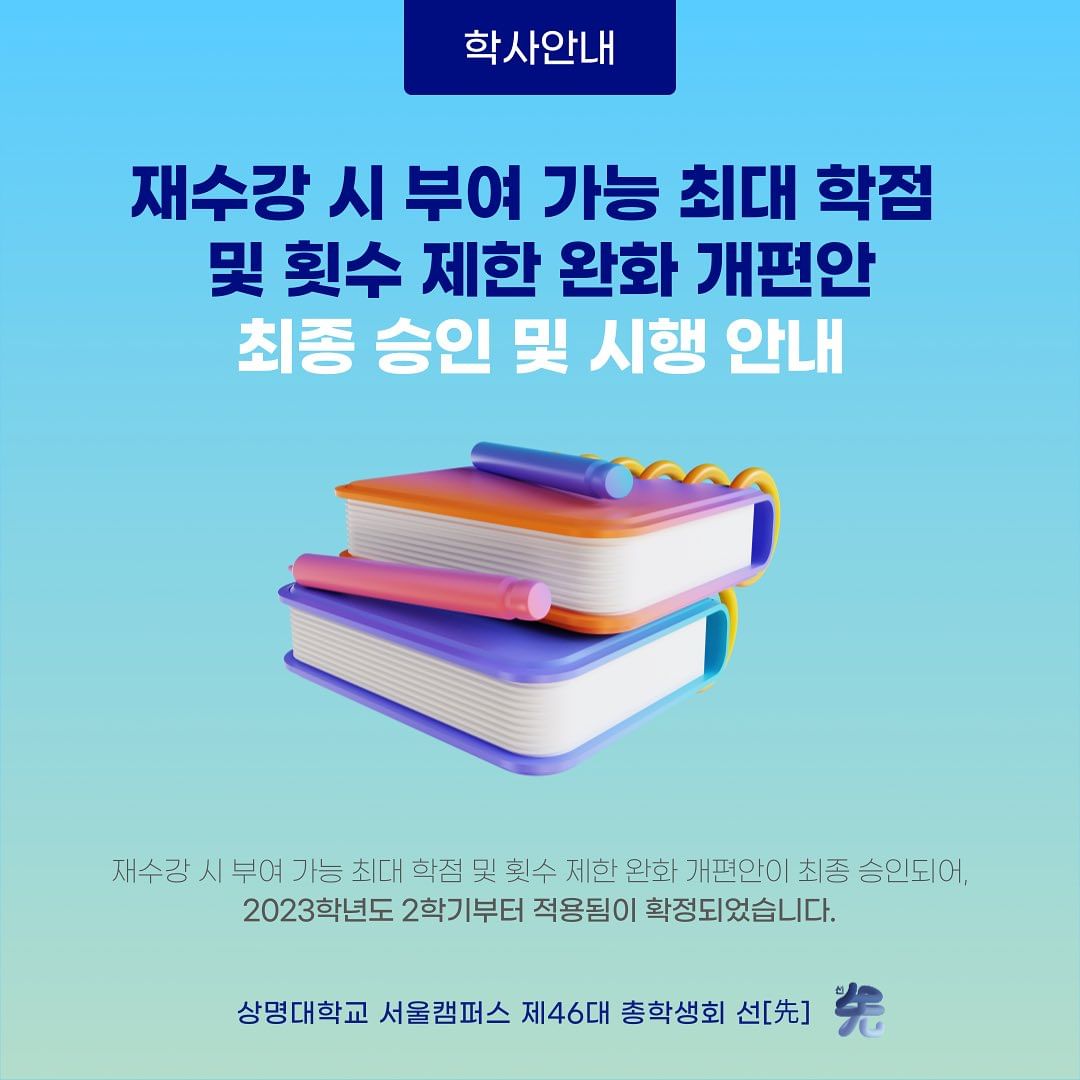 학사안내
재수강 시 부여 가능 최대 학점
및 횟수 제한 완화 개편안
최종 승인 및 시행 안내
재수강 시 부여 가능 최대 학점 및 횟수 제한 완화 개편안이 최종 승인되어,
2023학년도 2학기부터 적용됨이 확정되었습니다.
상명대학교 서울캠퍼스 제46대 총학생회 선[先]
선 先